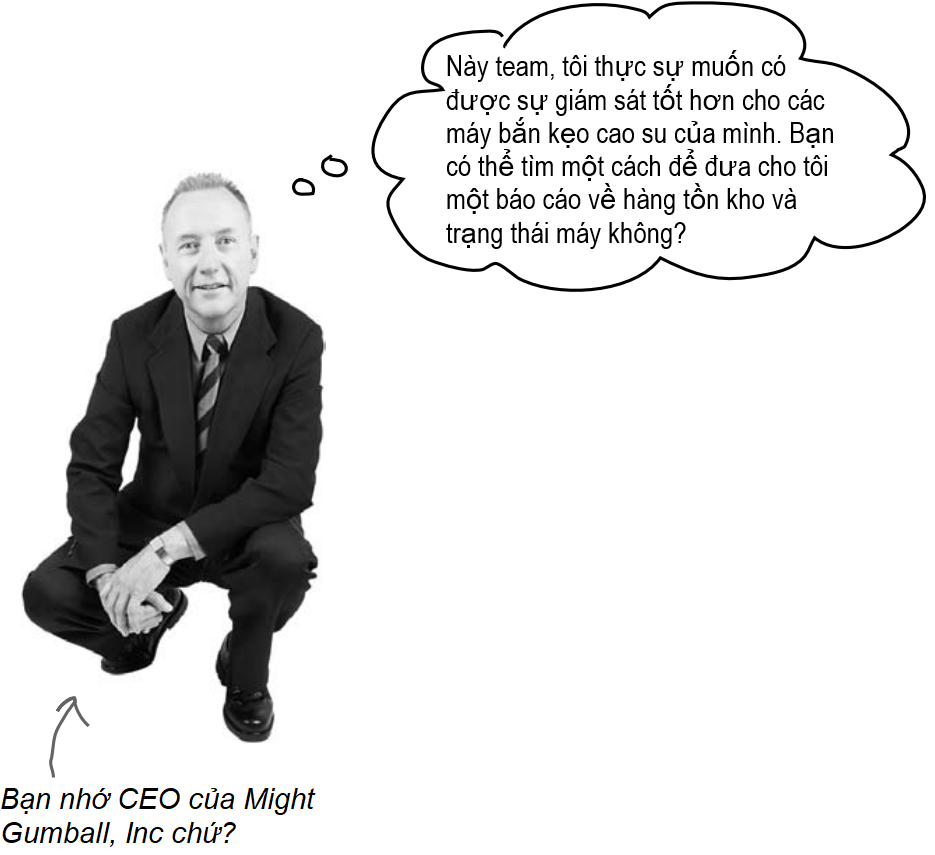 Này team, tôi thực sự muốn có
được sự giám sát tốt hơn cho các
máy bắn kẹo cao su của mình. Bạn
có thể tìm một cách để đưa cho tôi
một báo cáo về hàng tồn kho và
trạng thái máy không?
Bạn nhớ CEO của Might
Gumball, Inc chứ?